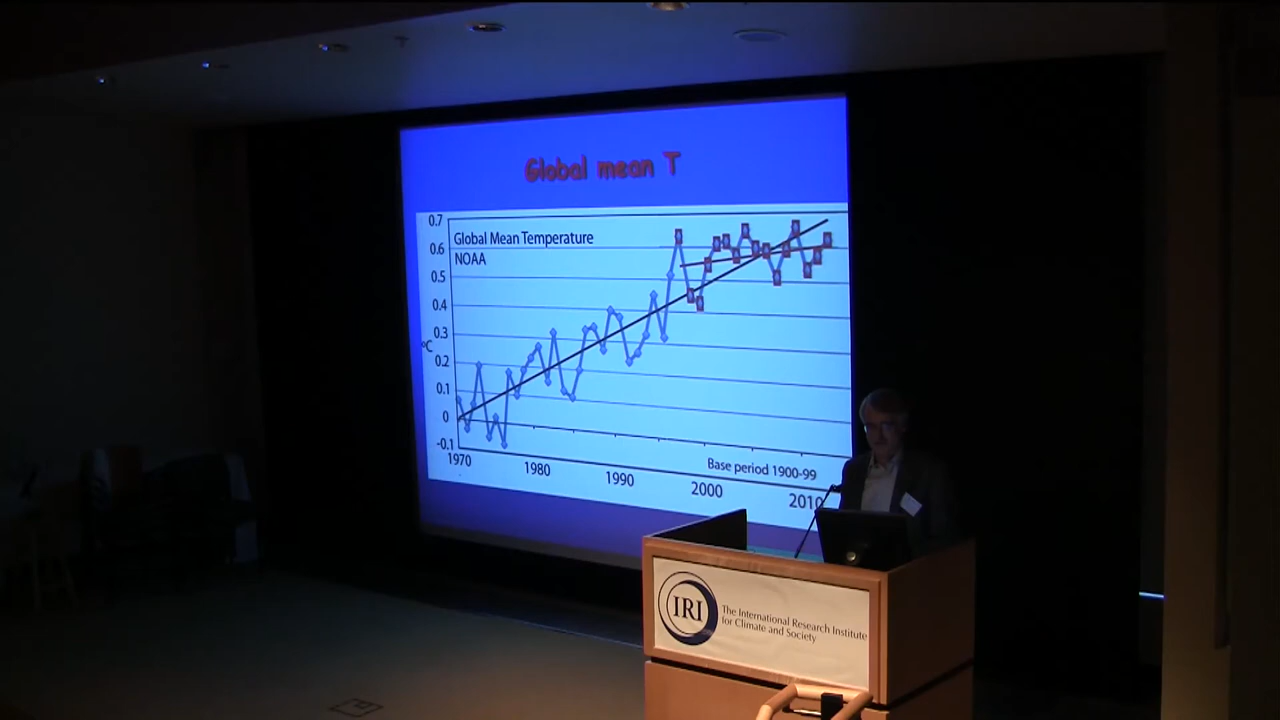 Global mean T
0.7
0.6
0.5
0.4
0.3
0.2
0.1
0
-0.1
°C
Global Mean Temperature
NOAA
Base period 1900-99
1970
1980
1990
2000
2010
IRI
The International Research Institute
for Climate and Society